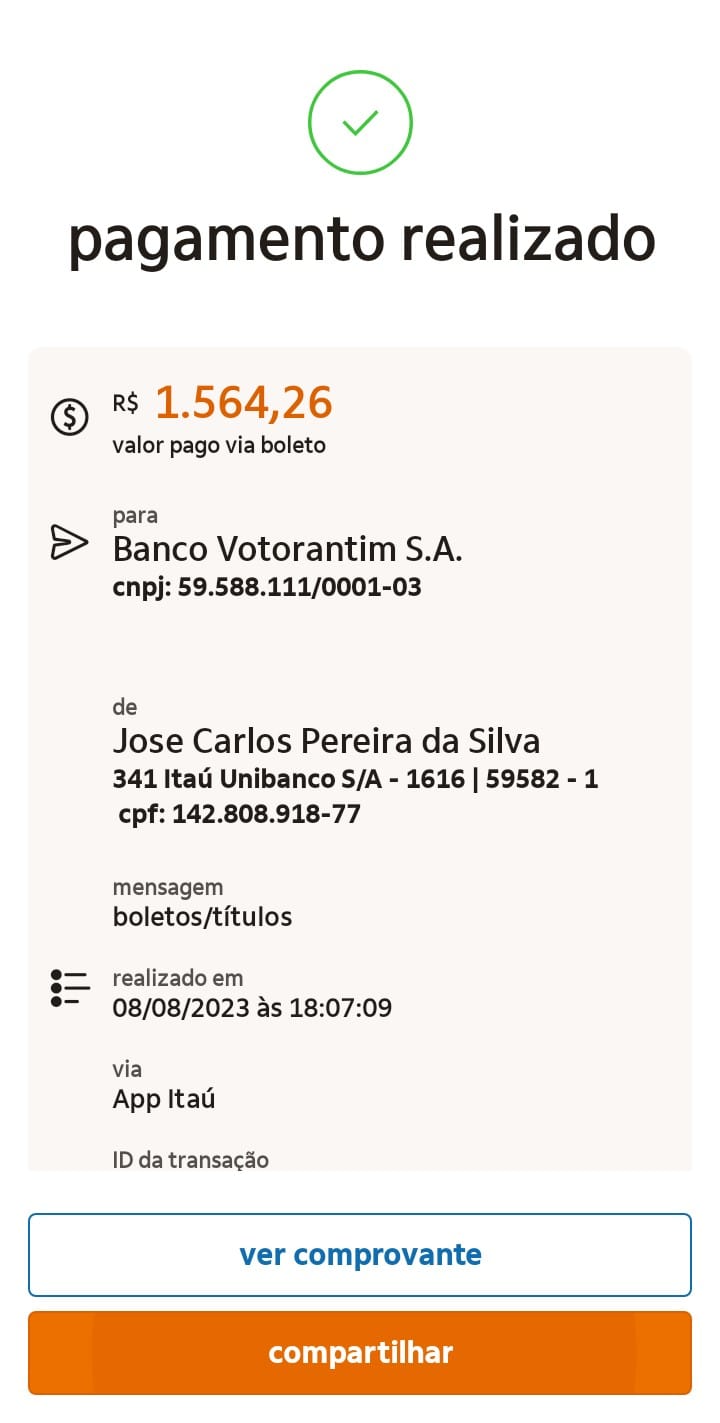 pagamento realizado
R$ 1.564,26
valor pago via boleto
para
Banco Votorantim S.A.
cnpj: 59.588.111/0001-03
de
Jose Carlos Pereira da Silva
341 Itaú Unibanco S/A - 1616 | 59582 - 1
cpf: 142.808.918-77
mensagem
boletos/títulos
realizado em
08/08/2023 às 18:07:09
via
App Itaú
ID da transação
ver comprovante
compartilhar